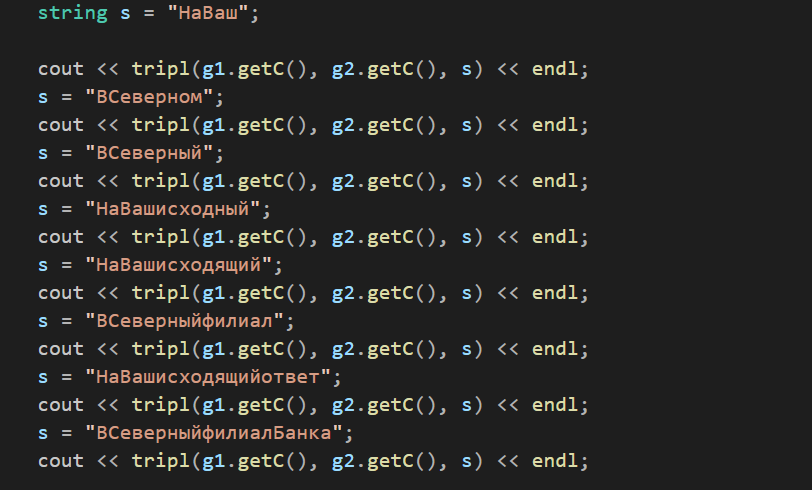 string s = "НаВаш";
cout << tripl(g1.getC(), g2.getC(), s) << endl;
s = "ВСеверном";
cout << tripl(g1.getC(), g2.getC(), s) << endl;
s = "ВСеверный";
cout << tripl(g1.getC(), g2.getC(), s) << endl;
s = "НаВашисходный";
cout << tripl(g1.getC(), g2.getC(), s) << endl;
s = "НаВашисходящий";
cout << tripl(g1.getC(), g2.getC(), s) << endl;
s = "ВСеверныйфилиал";
cout << tripl(g1.getC(), g2.getC(), s) << endl;
s = "НаВашисходящийответ";
cout << tripl(g1.getC(), g2.getC(), s) << endl;
s = "ВСеверныйфилиалБанка";
cout << tripl(g1.getC(), g2.getC(), s) << endl;